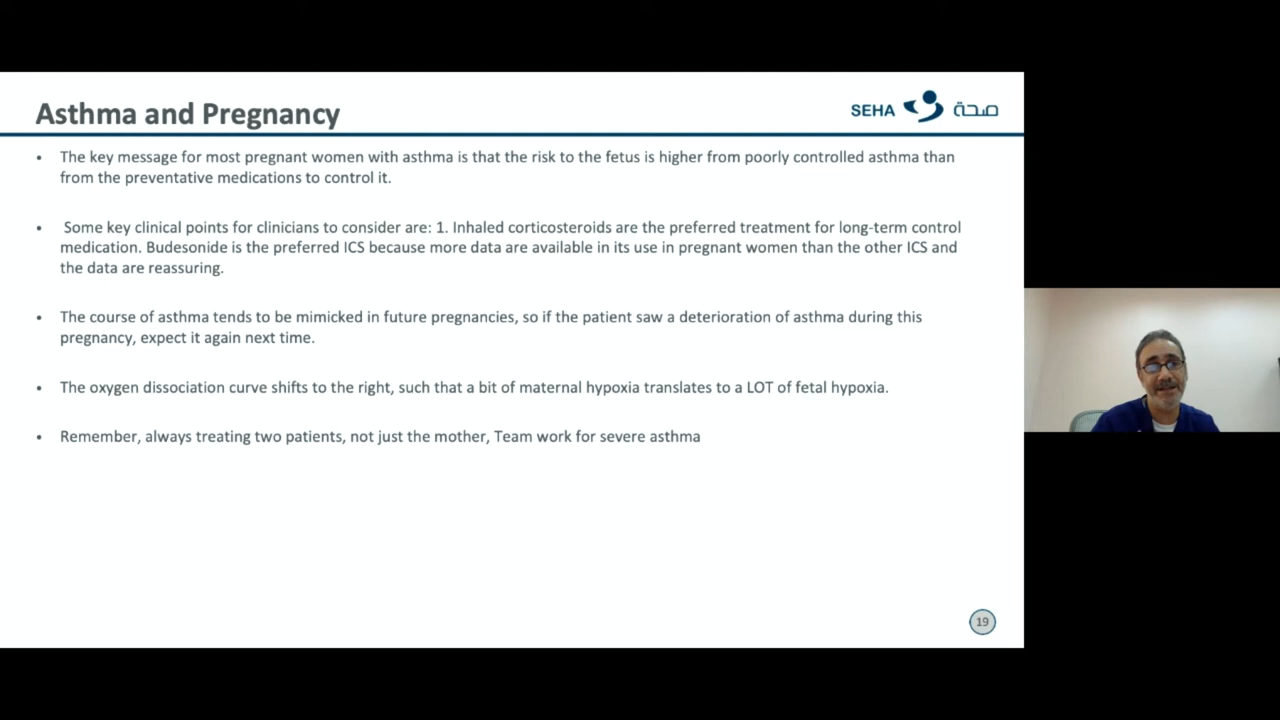 Asthma and Pregnancy
SEHA صحة
• The key message for most pregnant women with asthma is that the risk to the fetus is higher from poorly controlled asthma than
from the preventative medications to control it.
• Some key clinical points for clinicians to consider are: 1. Inhaled corticosteroids are the preferred treatment for long-term control
medication. Budesonide is the preferred ICS because more data are available in its use in pregnant women than the other ICS and
the data are reassuring.
• The course of asthma tends to be mimicked in future pregnancies, so if the patient saw a deterioration of asthma during this
pregnancy, expect it again next time.
• The oxygen dissociation curve shifts to the right, such that a bit of maternal hypoxia translates to a LOT of fetal hypoxia.
• Remember, always treating two patients, not just the mother, Team work for severe asthma
19